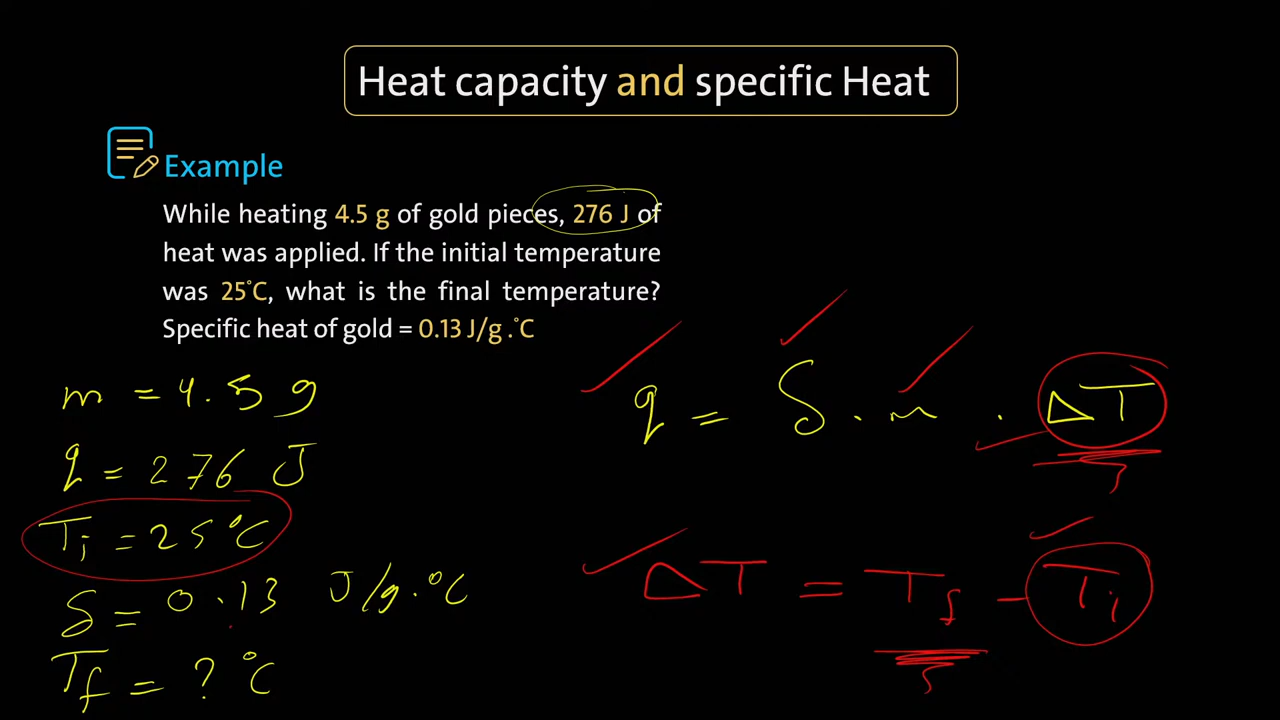 Heat capacity and specific Heat
Example
While heating 4.5 g of gold pieces, 276 J of
heat was applied. If the initial temperature
was 25°C, what is the final temperature?
Specific heat of gold = 0.13 J/g .°C
m = 4.5 g
q = 276 J
Ti = 25 °C
δ = 0.13 J/g.°C
Tf = ? °C
q = δ . m . ΔT
?
ΔT = Tf - Ti
?